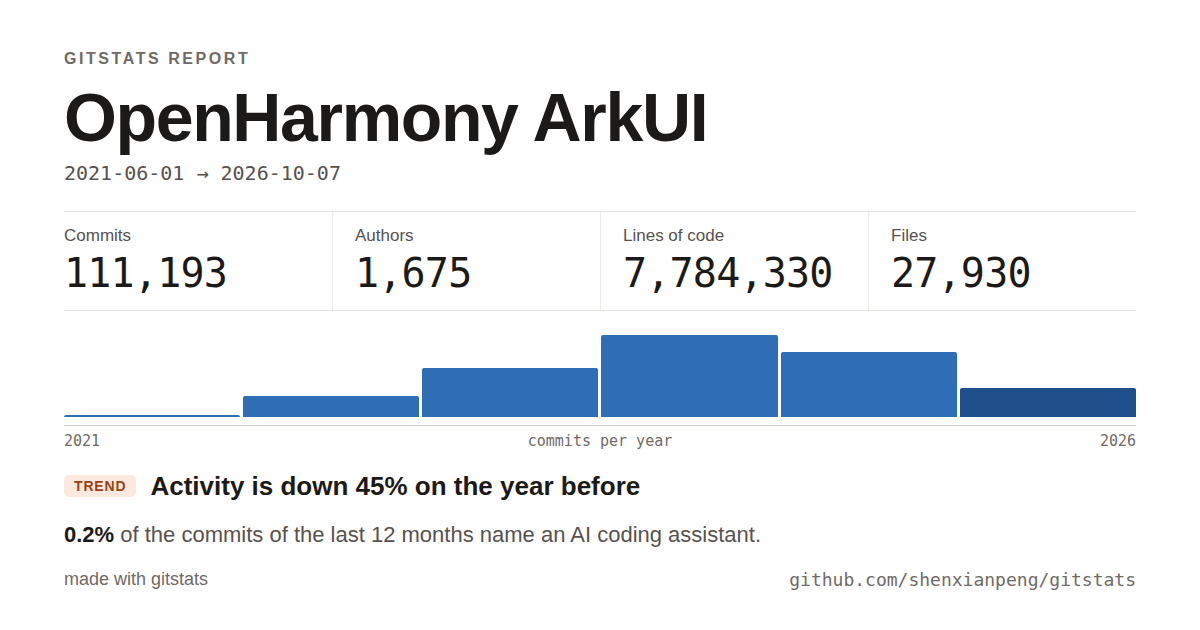 GITSTATS REPORT
OpenHarmony ArkUI
2021-06-01 → 2026-10-07
Commits
111,193
Authors
1,675
Lines of code
7,784,330
Files
27,930
2021
commits per year
2026
TREND Activity is down 45% on the year before
0.2% of the commits of the last 12 months name an AI coding assistant.
made with gitstats
github.com/shenxianpeng/gitstats